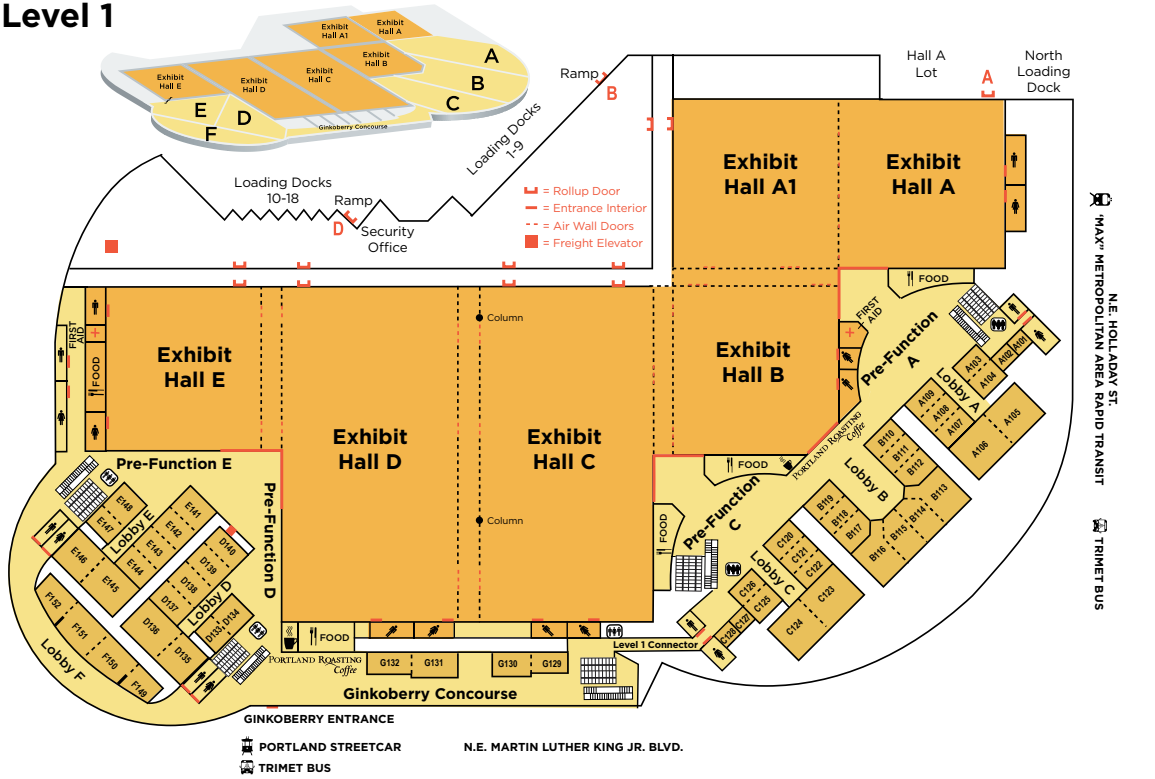 Level 1
Exhibit
Hall A1
Exhibit
Hall A
Exhibit
Hall B
Exhibit
Hall C
Exhibit
Hall D
Exhibit
Hall E
A
B
C
D
E
F
Ginkoberry Concourse
Ramp
B
Loading Docks
1-9
Loading Docks
10-18
Ramp
D
Security
Office
= Rollup Door
= Entrance Interior
= Air Wall Doors
= Freight Elevator
Hall A
Lot
A
North
Loading
Dock
Exhibit
Hall A1
Exhibit
Hall A
"MAX" METROPOLITAN AREA RAPID TRANSIT
N.E. HOLLADAY ST.
TRIMET BUS
FOOD
FIRST
AID
Pre-Function
A
A101
A102
A103
A104
Lobby A
A105
A106
A107
A108
A109
PORTLAND ROASTING
Coffee
B110
B111
B112
Lobby B
B113
B114
B115
B116
B117
B118
B119
Exhibit
Hall B
FOOD
FOOD
Pre-Function
C
C120
C121
C122
Lobby C
C123
C124
C125
C126
C127
C128
Level 1 Connector
Column
Column
Exhibit
Hall C
Exhibit
Hall D
Exhibit
Hall E
FIRST
AID
FOOD
Pre-Function E
Pre-Function D
E148
E147
Lobby E
E141
E142
E143
E144
E145
E146
D140
D139
D138
D137
Lobby D
D136
D135
D134
D133
F152
F151
F150
F149
Lobby F
FOOD
PORTLAND ROASTING
Coffee
G132
G131
G130
G129
Ginkoberry Concourse
GINKOBERRY ENTRANCE
PORTLAND STREETCAR
N.E. MARTIN LUTHER KING JR. BLVD.
TRIMET BUS